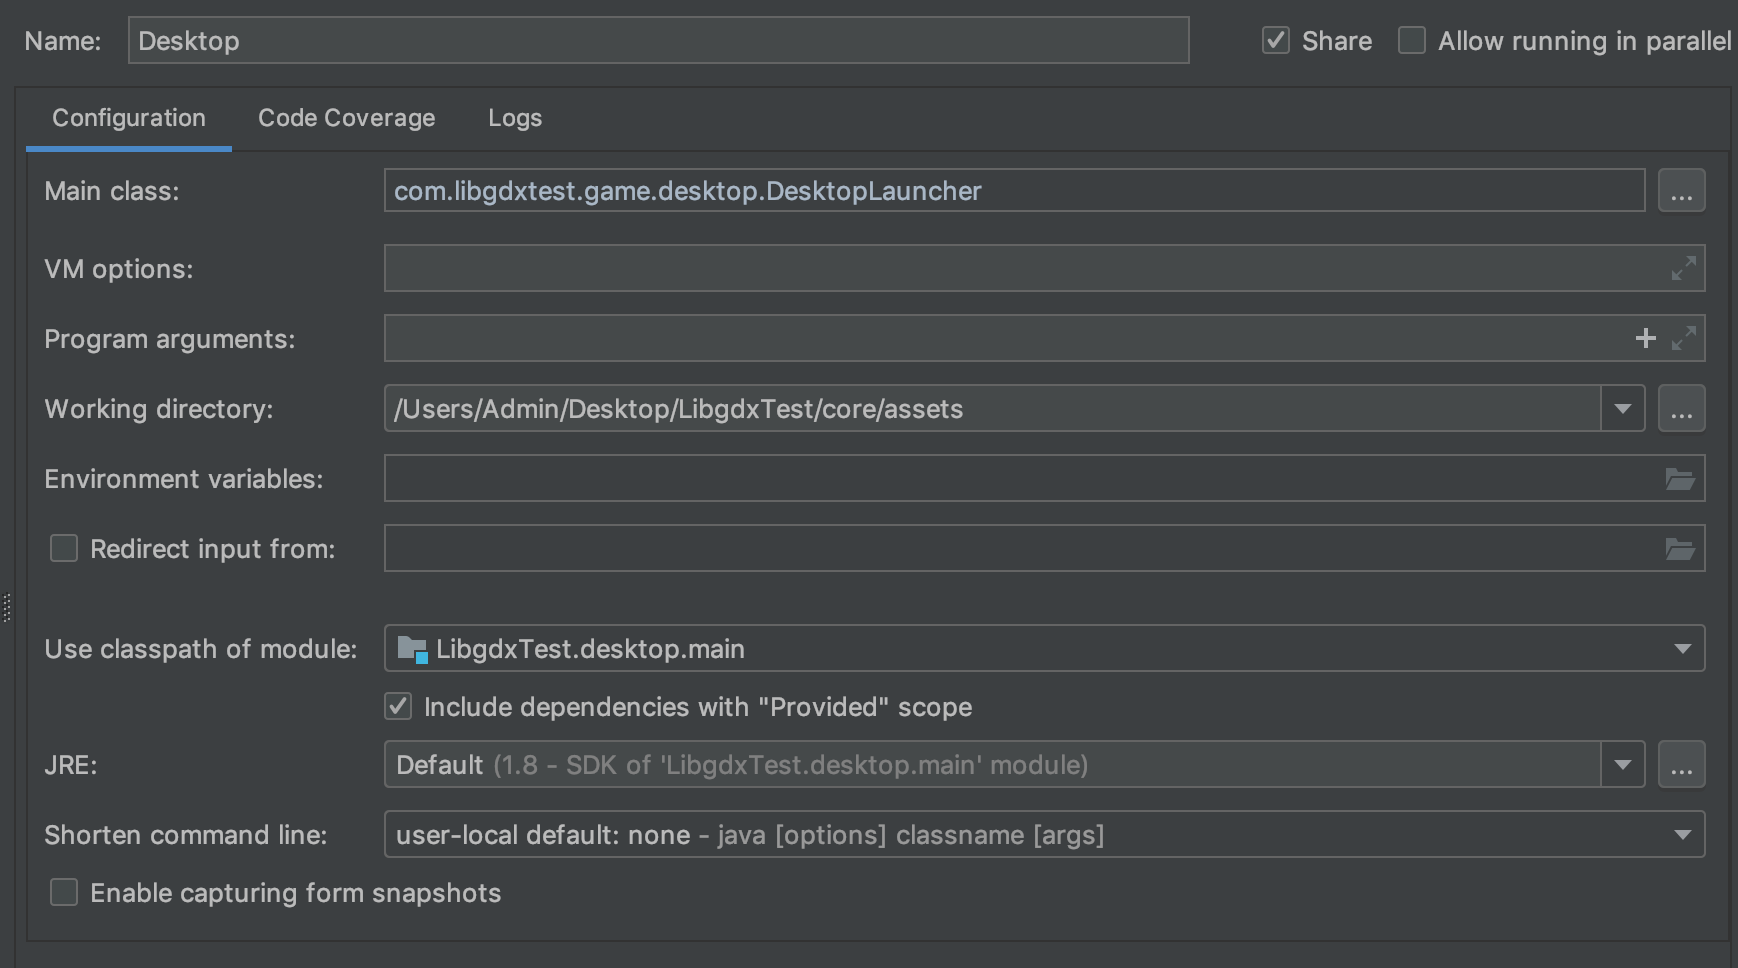 Name: Desktop Share Allow running in parallel
Configuration Code Coverage Logs
Main class: com.libgdxtest.game.desktop.DesktopLauncher ...
VM options:
Program arguments: +
Working directory: /Users/Admin/Desktop/LibgdxTest/core/assets ...
Environment variables:
Redirect input from:
Use classpath of module: LibgdxTest.desktop.main
Include dependencies with "Provided" scope
JRE: Default (1.8 - SDK of 'LibgdxTest.desktop.main' module) ...
Shorten command line: user-local default: none - java [options] classname [args]
Enable capturing form snapshots